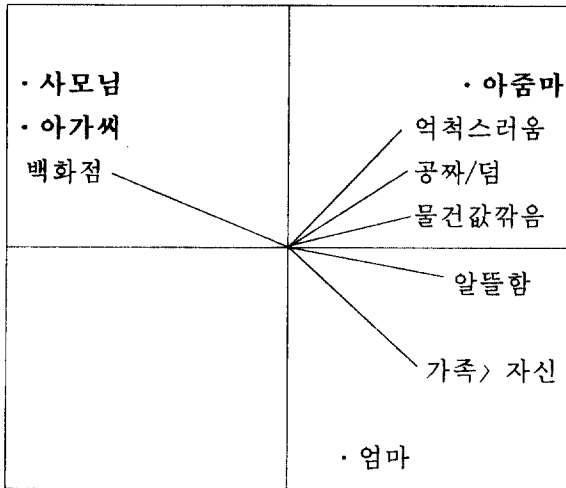 · 사모님
· 아줌마
· 아가씨
억척스러움
백화점
공짜/덤
물건값깎음
알뜰함
가족〉 자신
· 엄마